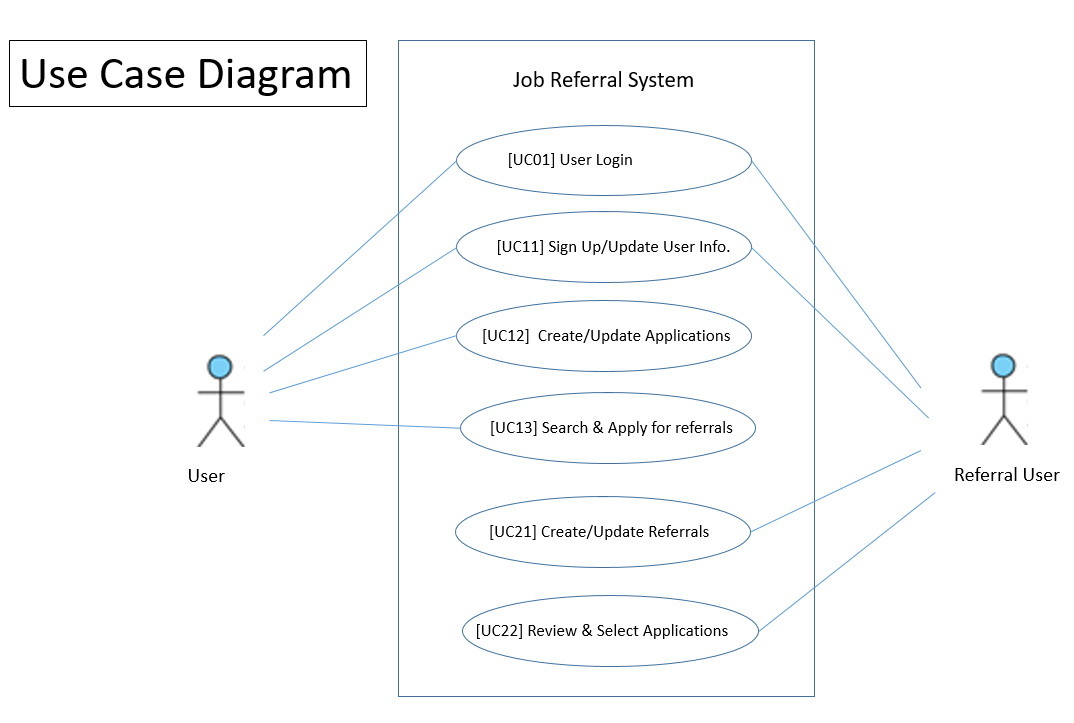 Use Case Diagram
Job Referral System
[UC01] User Login
[UC11] Sign Up/Update User Info.
[UC12]  Create/Update Applications
[UC13] Search & Apply for referrals
User
Referral User
[UC21] Create/Update Referrals
[UC22] Review & Select Applications